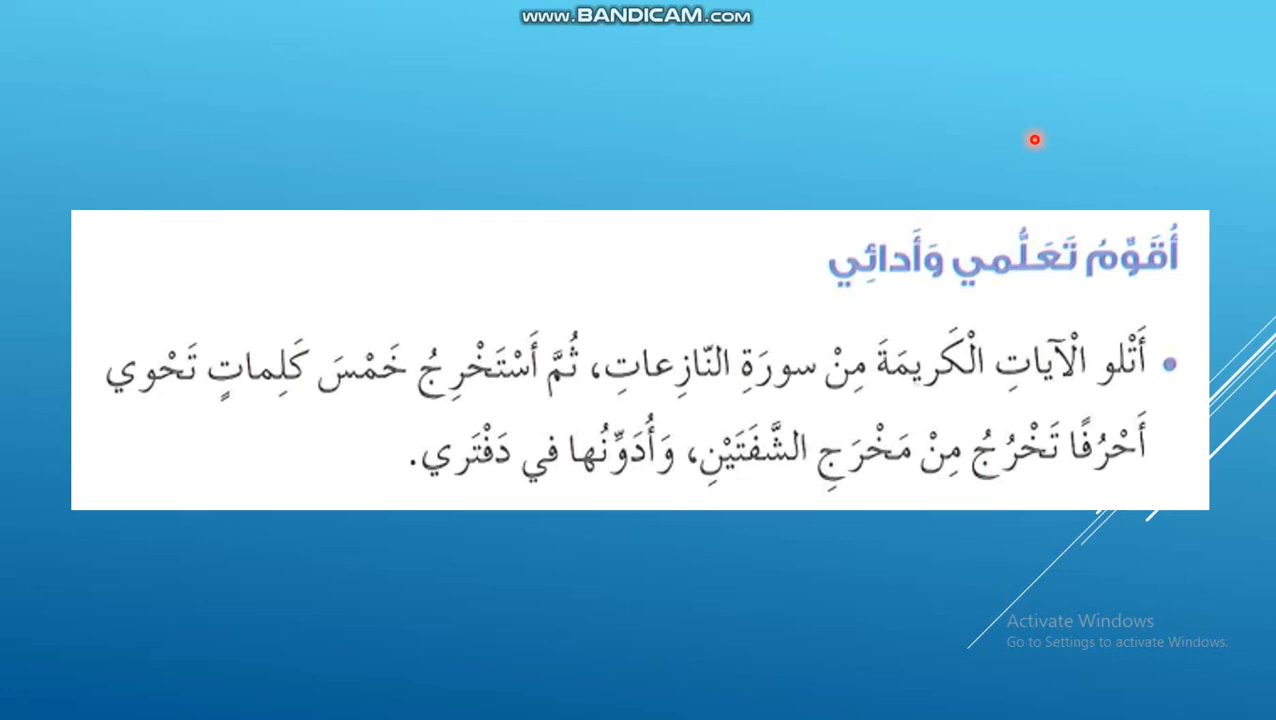 www.BANDICAM.com
أُقَوِّمُ تَعَلُّمي وَأَدائِي
• أَتْلو الْآياتِ الْكَريمَةَ مِنْ سورَةِ النّازِعاتِ، ثُمَّ أَسْتَخْرِجُ خَمْسَ كَلِماتٍ تَحْوي
أَحْرُفًا تَخْرُجُ مِنْ مَخْرَجِ الشَّفَتَيْنِ، وَأُدَوِّنُها في دَفْتَري.
Activate Windows
Go to Settings to activate Windows.